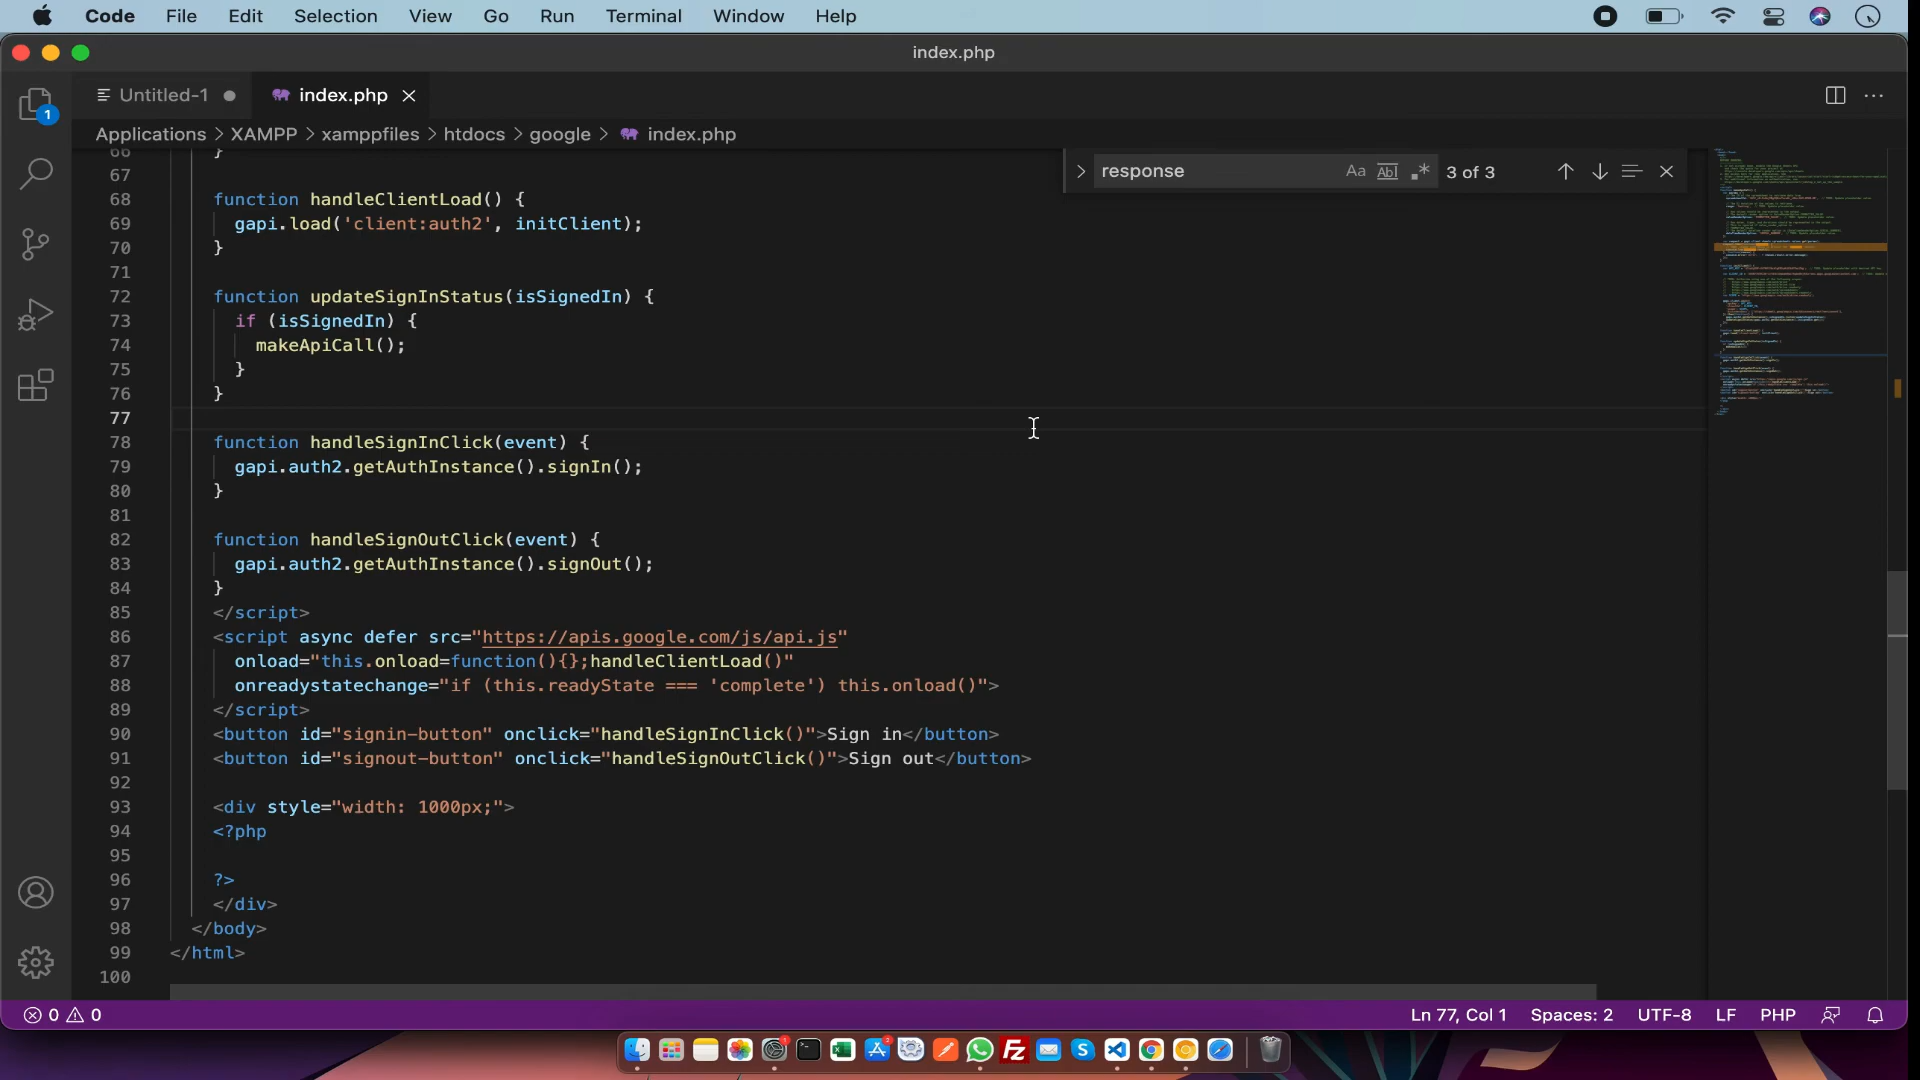 Code File Edit Selection View Go Run Terminal Window Help
index.php
1
Untitled-1 index.php
Applications > XAMPP > xamppfiles > htdocs > google > index.php
response Aa Abl .* 3 of 3
66 }
67
68 function handleClientLoad() {
69 gapi.load('client:auth2', initClient);
70 }
71
72 function updateSignInStatus(isSignedIn) {
73 if (isSignedIn) {
74 makeApiCall();
75 }
76 }
77
78 function handleSignInClick(event) {
79 gapi.auth2.getAuthInstance().signIn();
80 }
81
82 function handleSignOutClick(event) {
83 gapi.auth2.getAuthInstance().signOut();
84 }
85 </script>
86 <script async defer src="https://apis.google.com/js/api.js"
87 onload="this.onload=function(){};handleClientLoad()"
88 onreadystatechange="if (this.readyState === 'complete') this.onload()">
89 </script>
90 <button id="signin-button" onclick="handleSignInClick()">Sign in</button>
91 <button id="signout-button" onclick="handleSignOutClick()">Sign out</button>
92
93 <div style="width: 1000px;">
94 <?php
95
96 ?>
97 </div>
98 </body>
99 </html>
100
0 0 Ln 77, Col 1 Spaces: 2 UTF-8 LF PHP